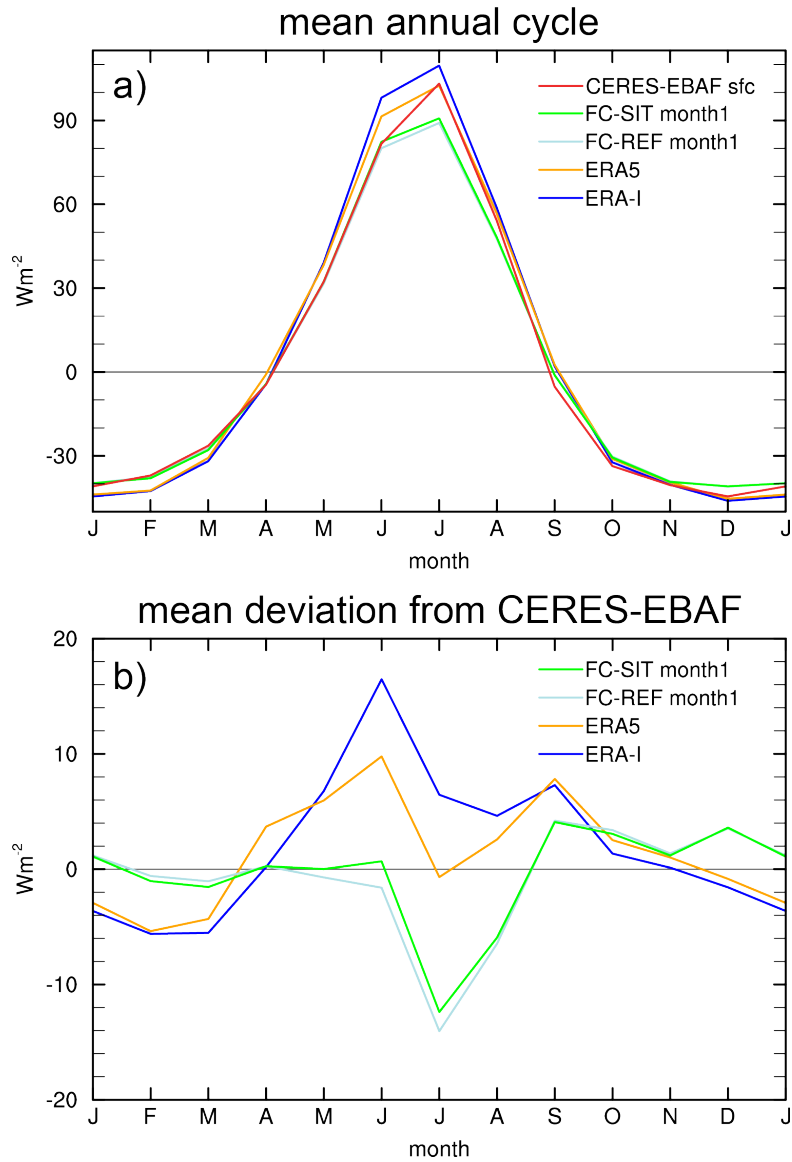 mean annual cycle
a)
CERES-EBAF sfc
FC-SIT month1
FC-REF month1
ERA5
ERA-I
90
60
30
0
-30
Wm-2
J F M A M J J A S O N D J
month
mean deviation from CERES-EBAF
b)
FC-SIT month1
FC-REF month1
ERA5
ERA-I
20
10
0
-10
-20
Wm-2
J F M A M J J A S O N D J
month